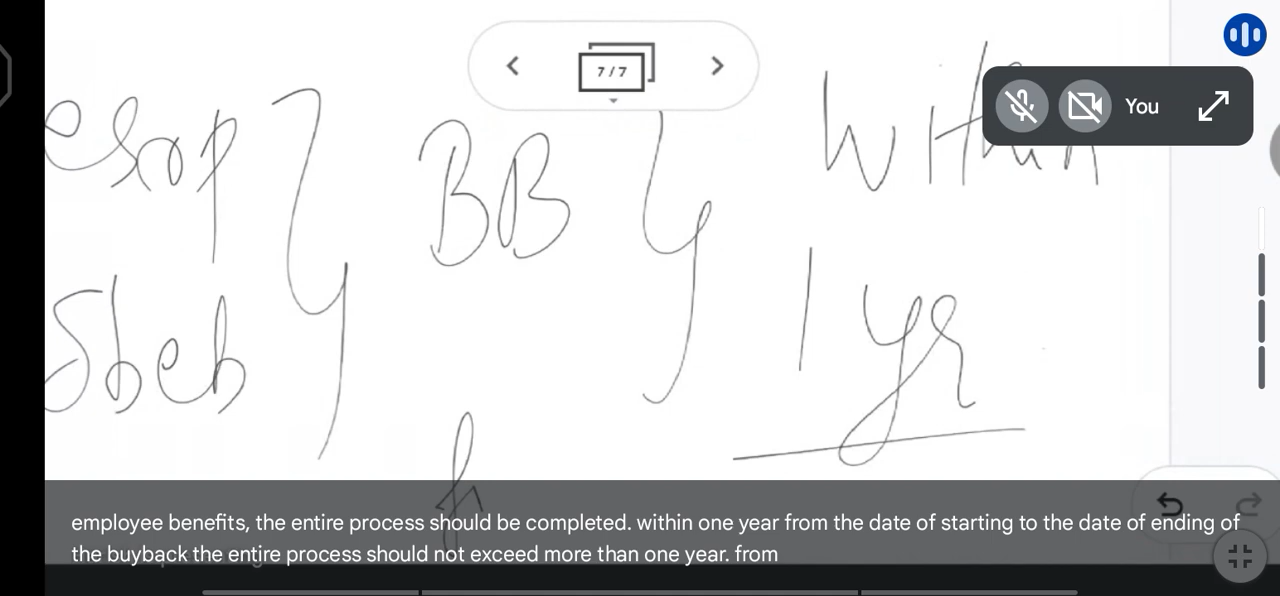 7/7
You
esop } BB } within
sbeb
1 yr
employee benefits, the entire process should be completed. within one year from the date of starting to the date of ending of
the buyback the entire process should not exceed more than one year. from